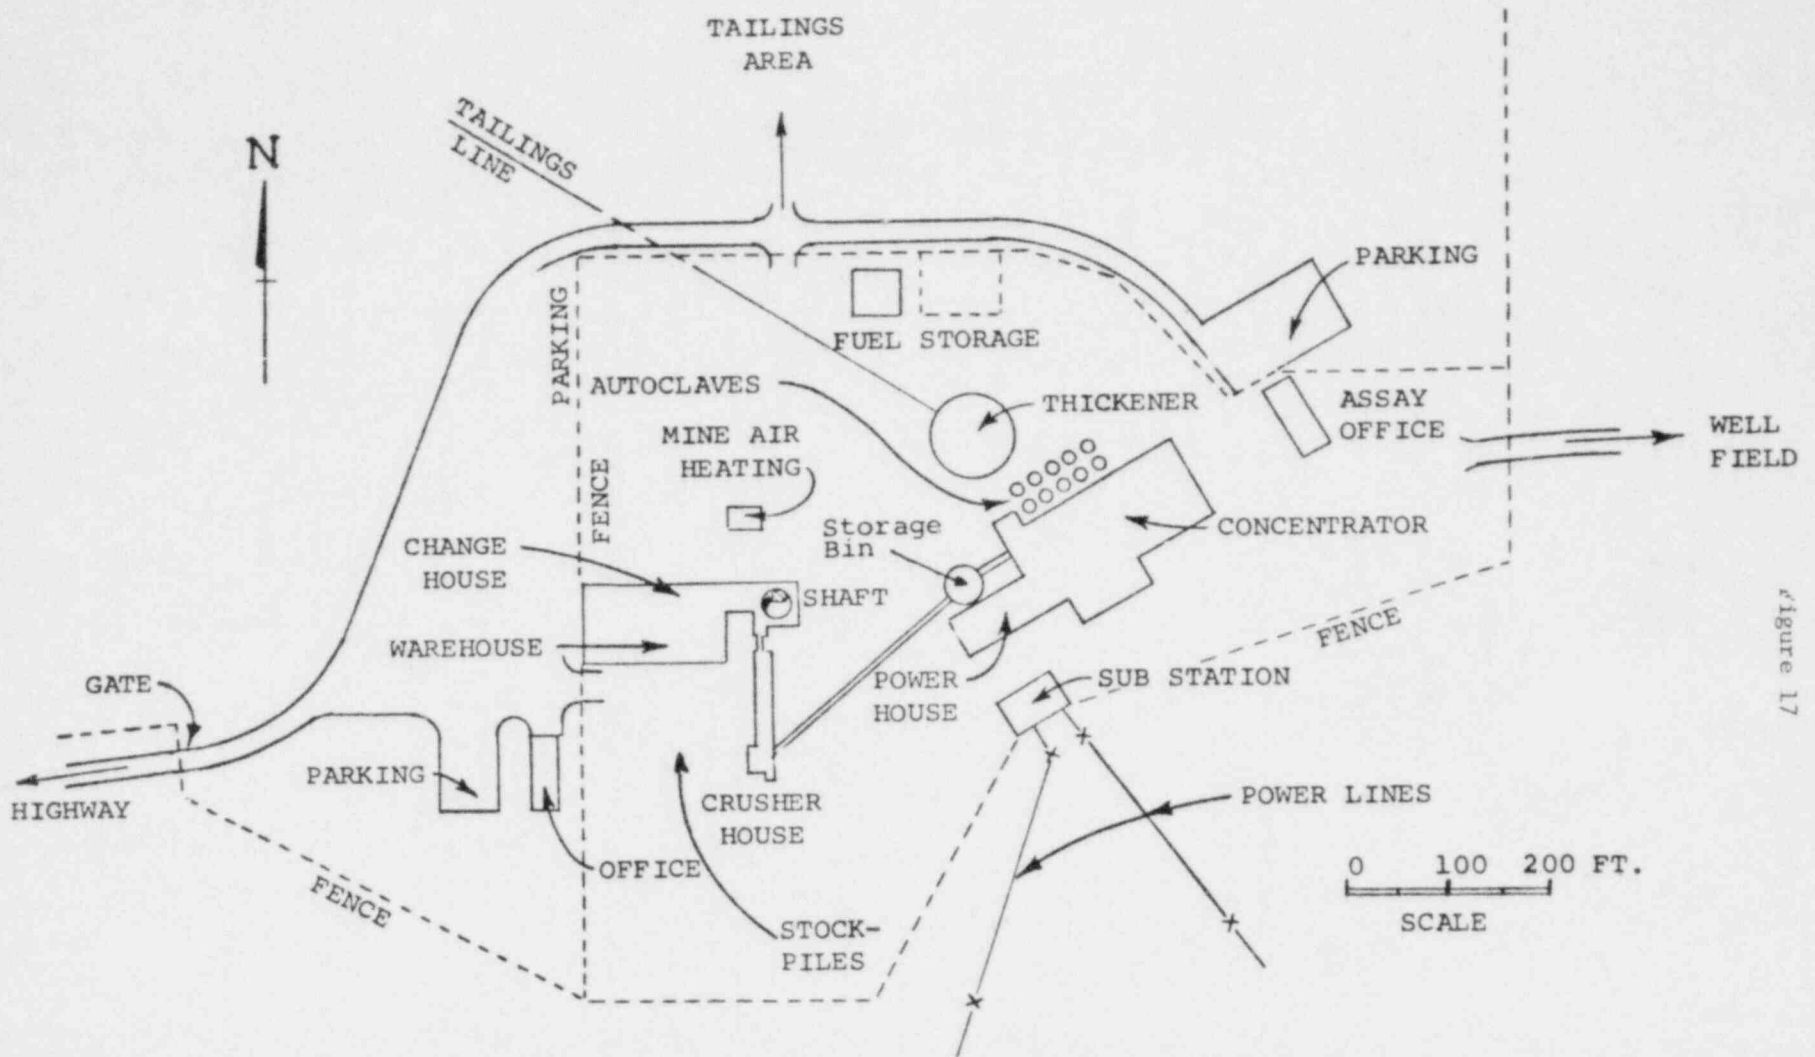 TAILINGS
AREA
TAILINGS
LINE
N
PARKING
PARKING
FUEL STORAGE
AUTOCLAVES
THICKENER
ASSAY
OFFICE
WELL
FIELD
MINE AIR
HEATING
FENCE
Storage
Bin
CONCENTRATOR
CHANGE
HOUSE
SHAFT
WAREHOUSE
FENCE
Figure 17
GATE
POWER
HOUSE
SUB STATION
PARKING
HIGHWAY
CRUSHER
HOUSE
POWER LINES
OFFICE
FENCE
0 100 200 FT.
SCALE
STOCK-
PILES